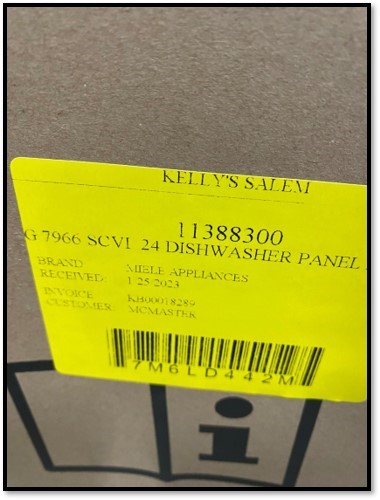 KELLY'S SALEM
11388300
G 7966 SCVI 24 DISHWASHER PANEL
BRAND MIELE APPLIANCES
RECEIVED: 1/25/2023
INVOICE KB00018289
CUSTOMER: MCMASTER
7M6LD442M
i